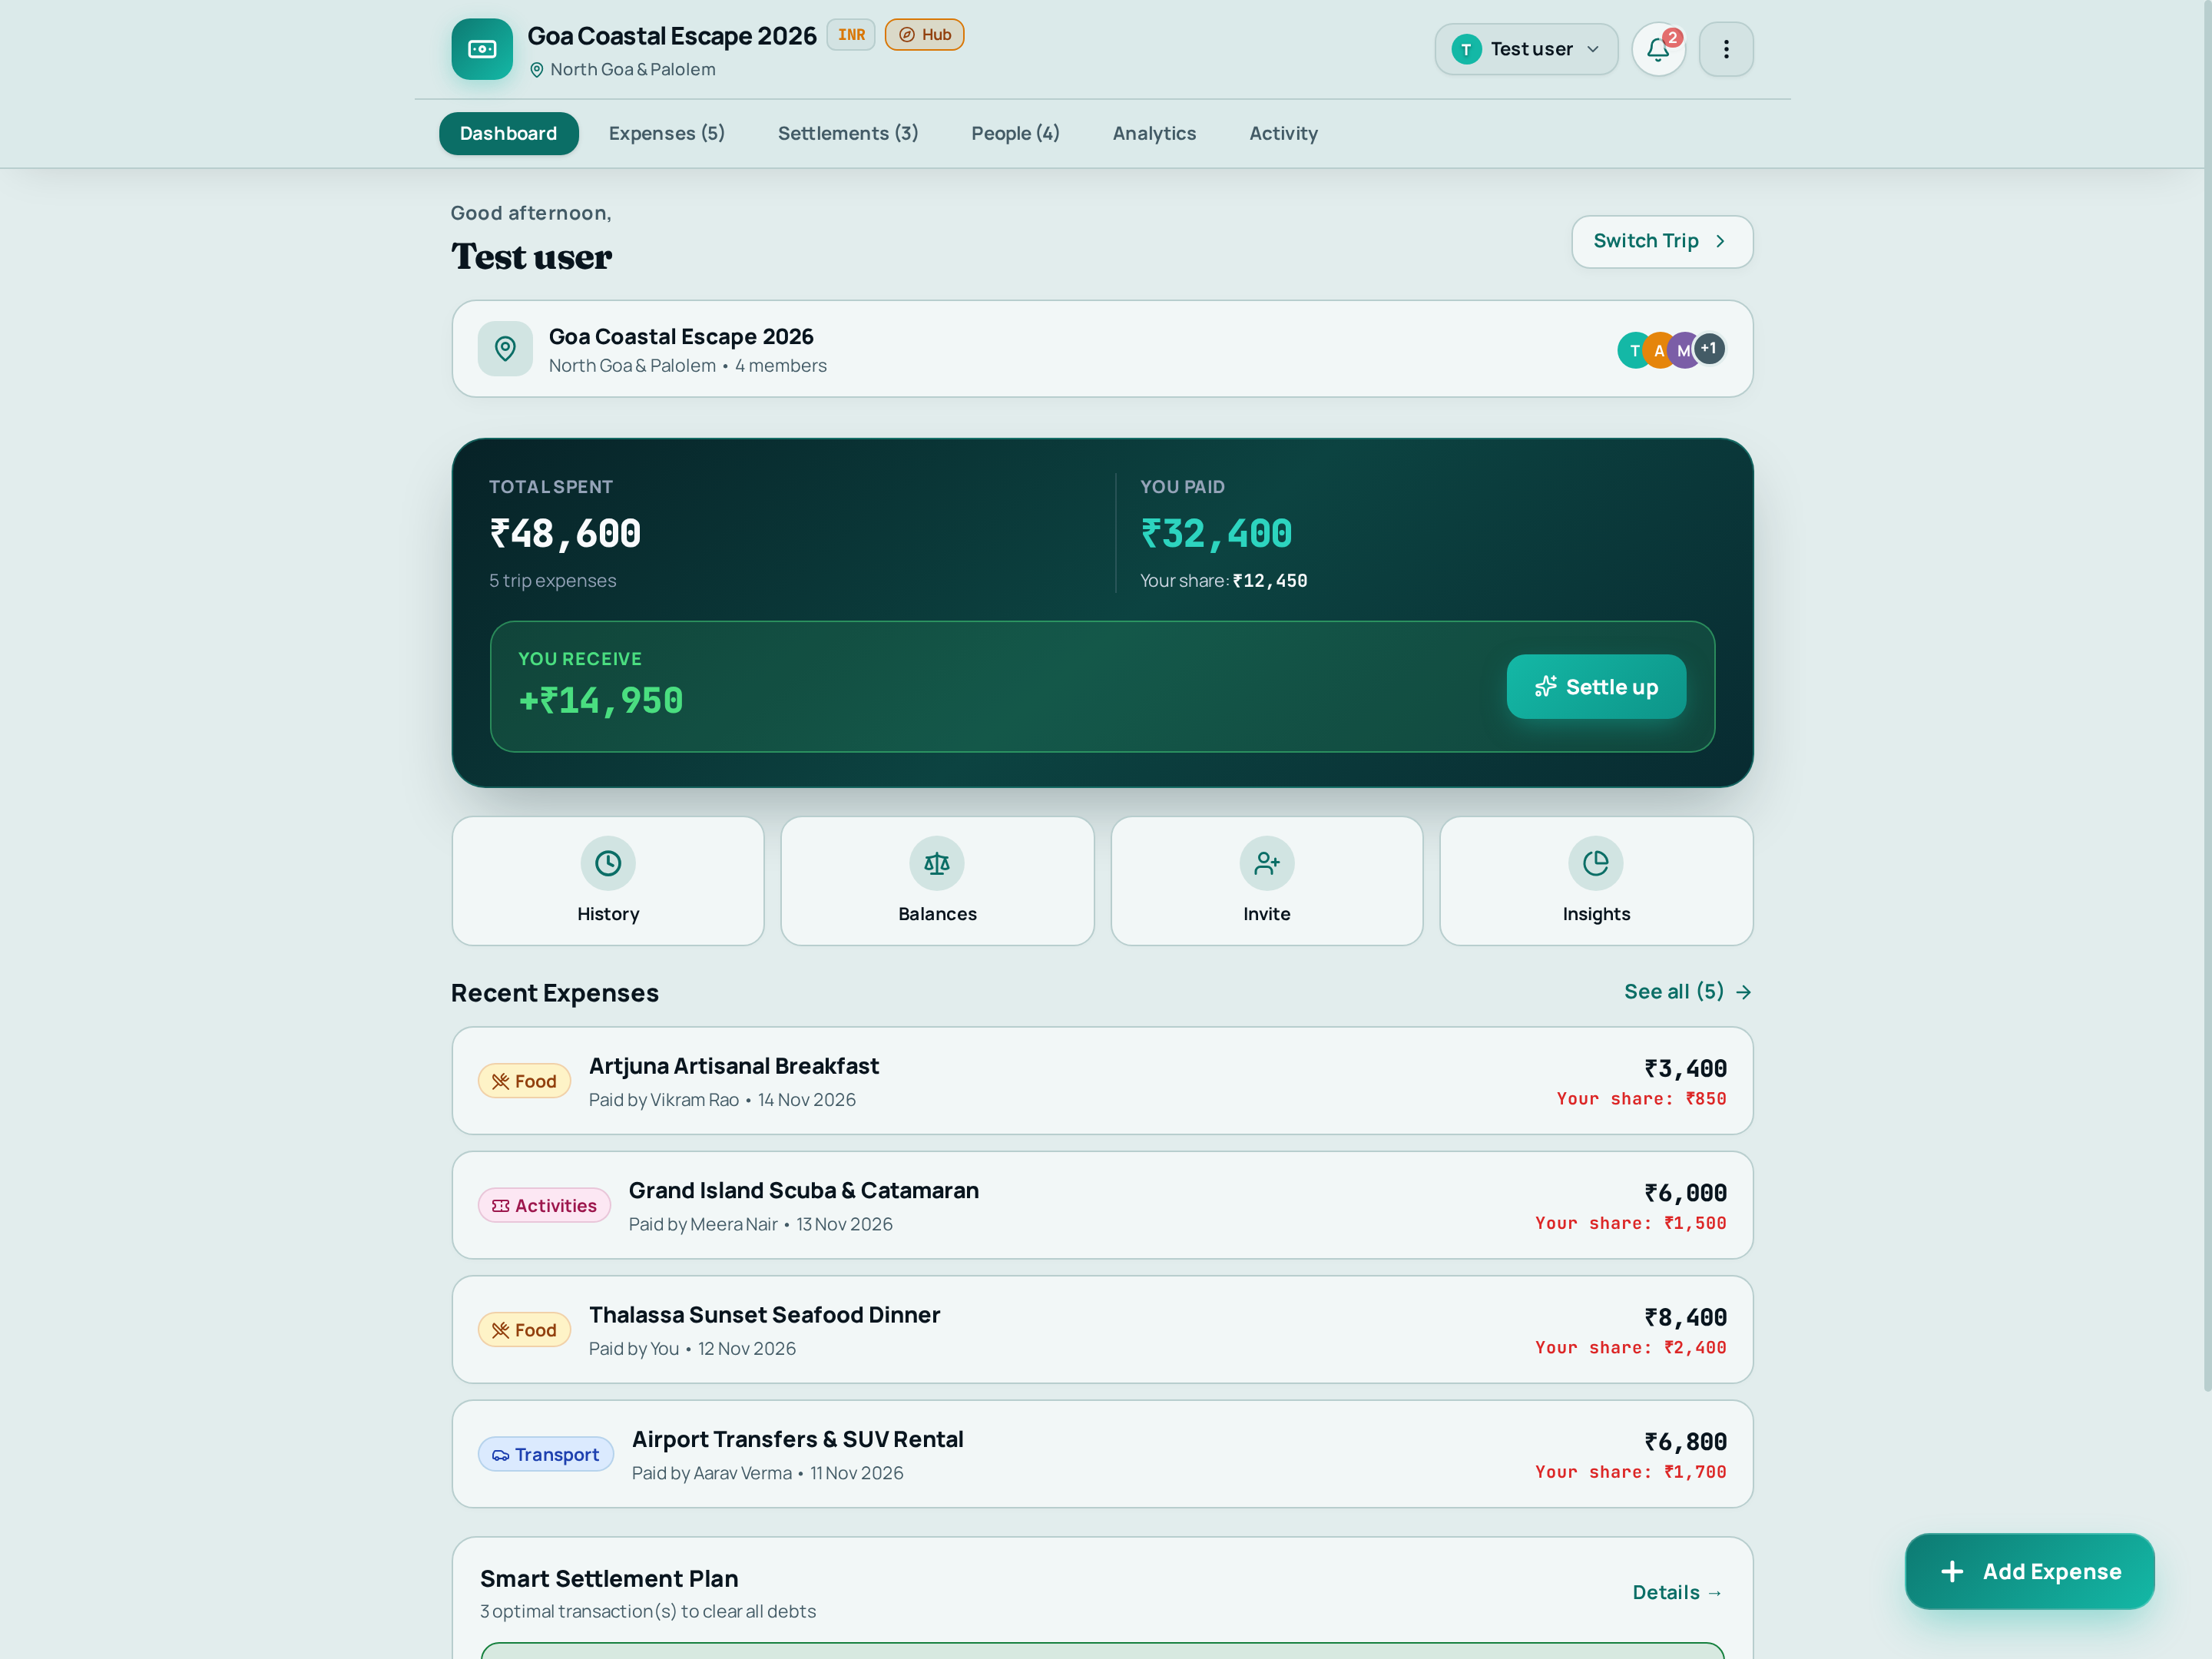 Goa Coastal Escape 2026 INR Hub
North Goa & Palolem
T Test user 2
Dashboard Expenses (5) Settlements (3) People (4) Analytics Activity
Good afternoon,
Test user
Switch Trip
Goa Coastal Escape 2026
North Goa & Palolem • 4 members
T A M +1
TOTAL SPENT
₹48,600
5 trip expenses
YOU PAID
₹32,400
Your share: ₹12,450
YOU RECEIVE
+₹14,950
Settle up
History
Balances
Invite
Insights
Recent Expenses
See all (5) →
Food
Artjuna Artisanal Breakfast
Paid by Vikram Rao • 14 Nov 2026
₹3,400
Your share: ₹850
Activities
Grand Island Scuba & Catamaran
Paid by Meera Nair • 13 Nov 2026
₹6,000
Your share: ₹1,500
Food
Thalassa Sunset Seafood Dinner
Paid by You • 12 Nov 2026
₹8,400
Your share: ₹2,400
Transport
Airport Transfers & SUV Rental
Paid by Aarav Verma • 11 Nov 2026
₹6,800
Your share: ₹1,700
Smart Settlement Plan
3 optimal transaction(s) to clear all debts
Details →
Add Expense